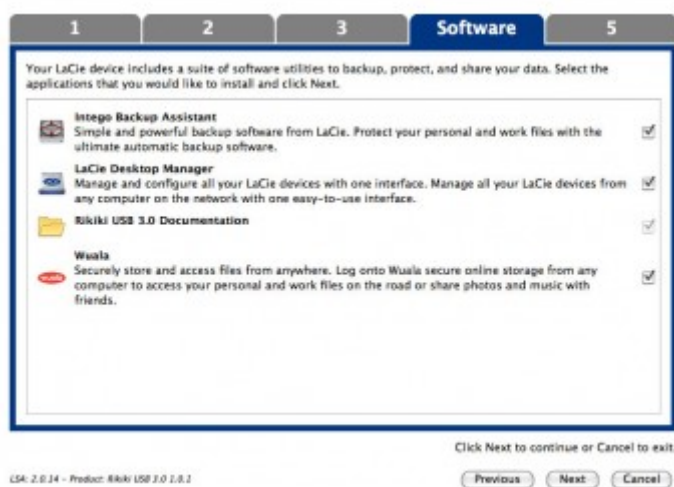 1 2 3 Software 5
Your LaCie device includes a suite of software utilities to backup, protect, and share your data. Select the
applications that you would like to install and click Next.
Intego Backup Assistant
Simple and powerful backup software from LaCie. Protect your personal and work files with the
ultimate automatic backup software.
LaCie Desktop Manager
Manage and configure all your LaCie devices with one interface. Manage all your LaCie devices from
any computer on the network with one easy-to-use interface.
Rikiki USB 3.0 Documentation
Wuala
wuala
Securely store and access files from anywhere. Log onto Wuala secure online storage from any
computer to access your personal and work files on the road or share photos and music with
friends.
Click Next to continue or Cancel to exit
LSA: 2.0.14 - Product: Rikiki USB 3.0 1.0.1
Previous Next Cancel